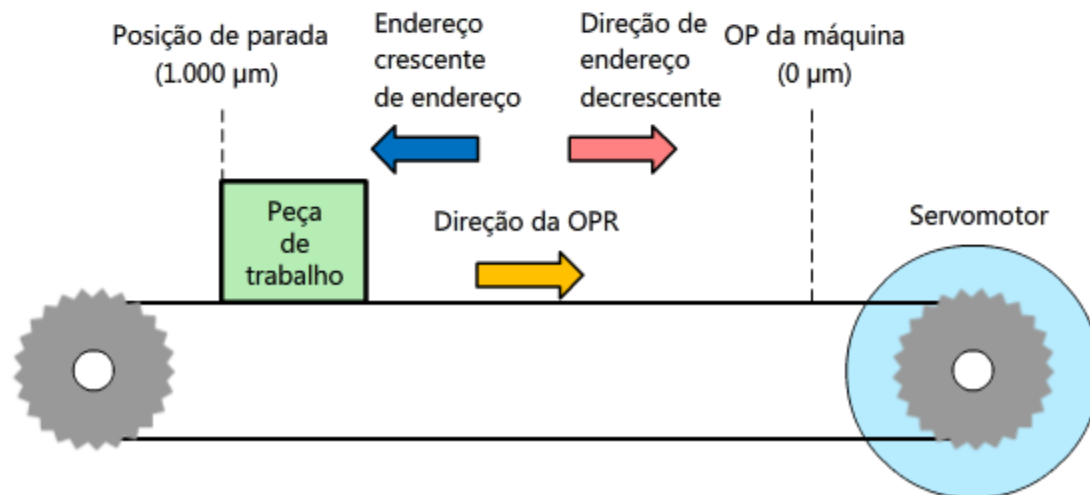 Posição de parada
(1.000 µm)
Endereço
crescente
de endereço
Direção de
endereço
decrescente
OP da máquina
(0 µm)
Peça
de
trabalho
Direção da OPR
Servomotor